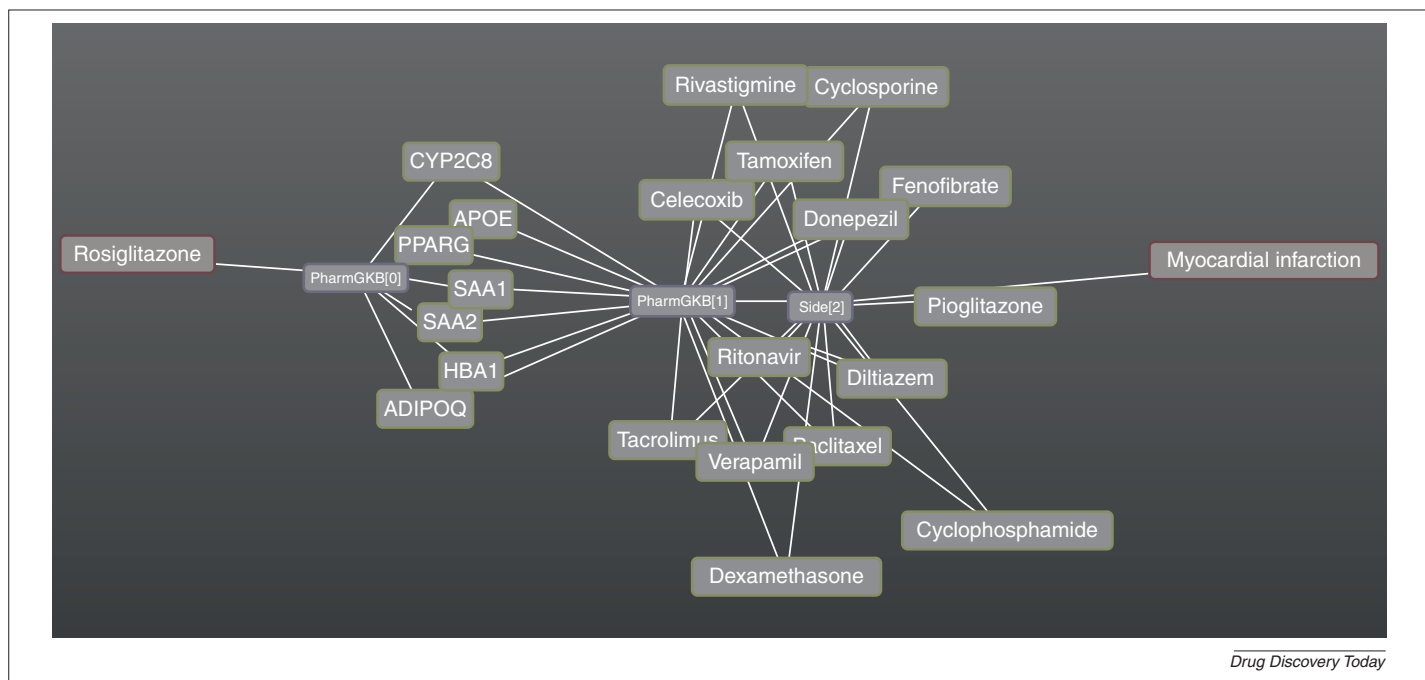 Rivastigmine
Cyclosporine
CYP2C8
Tamoxifen
Fenofibrate
Celecoxib
APOE
Donepezil
PPARG
Rosiglitazone
Myocardial infarction
PharmGKB[0]
SAA1
PharmGKB[1]
Side[2]
Pioglitazone
SAA2
Ritonavir
HBA1
Diltiazem
ADIPOQ
Tacrolimus
Paclitaxel
Verapamil
Cyclophosphamide
Dexamethasone
Drug Discovery Today